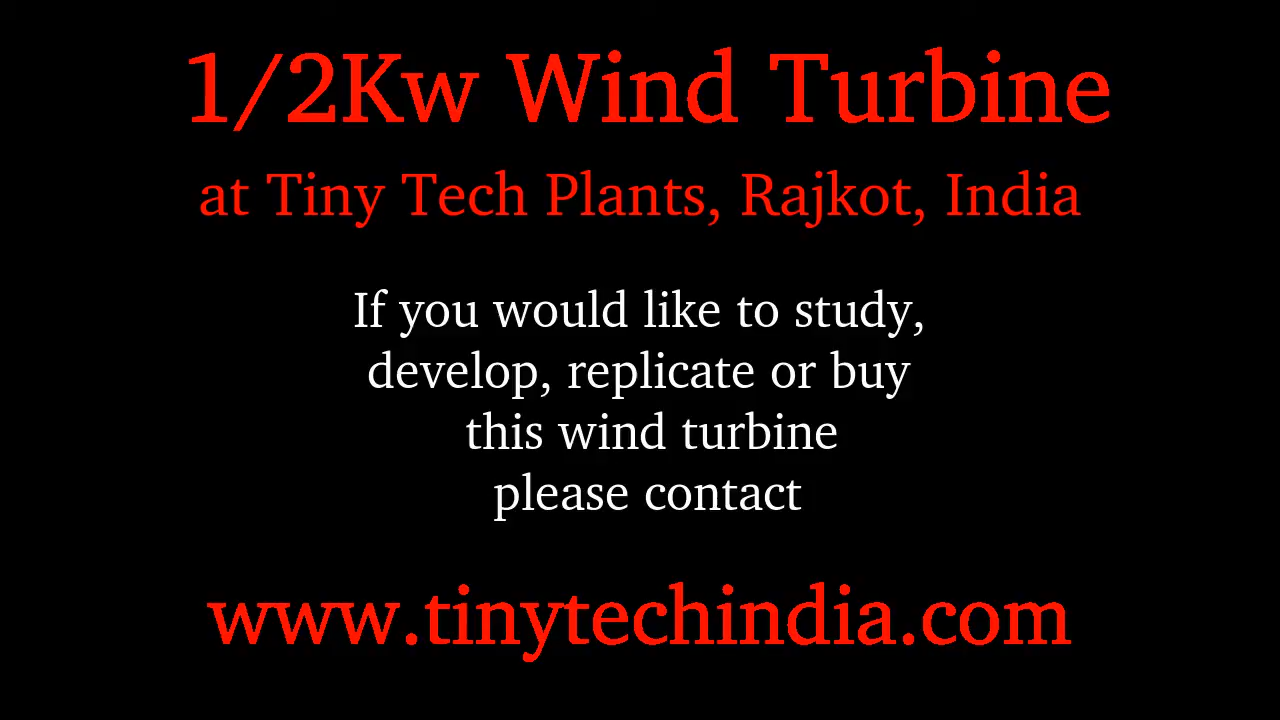 1/2Kw Wind Turbine
at Tiny Tech Plants, Rajkot, India
If you would like to study,
develop, replicate or buy
this wind turbine
please contact
www.tinytechindia.com